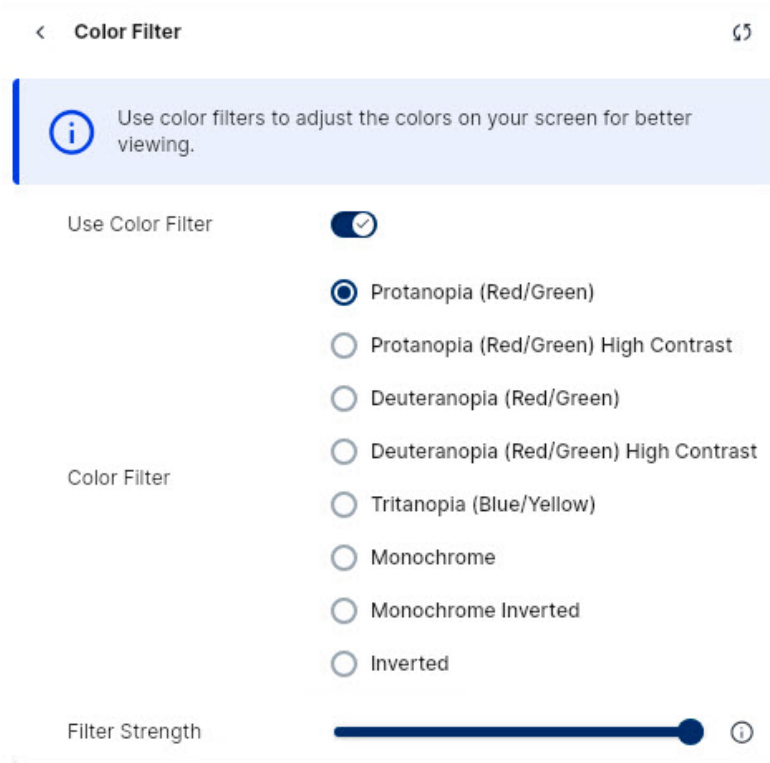 Color Filter
Use color filters to adjust the colors on your screen for better
viewing.
Use Color Filter
Protanopia (Red/Green)
Protanopia (Red/Green) High Contrast
Deuteranopia (Red/Green)
Deuteranopia (Red/Green) High Contrast
Color Filter
Tritanopia (Blue/Yellow)
Monochrome
Monochrome Inverted
Inverted
Filter Strength